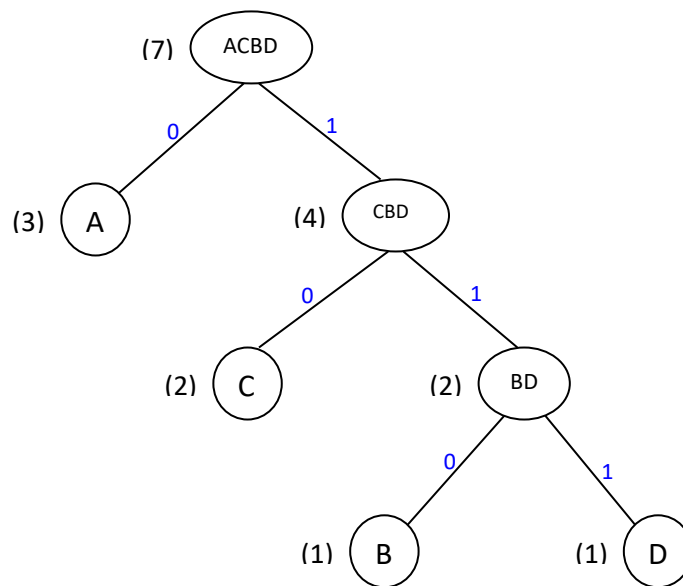 (7) ACBD
0 1
(3) A (4) CBD
0 1
(2) C (2) BD
0 1
(1) B (1) D